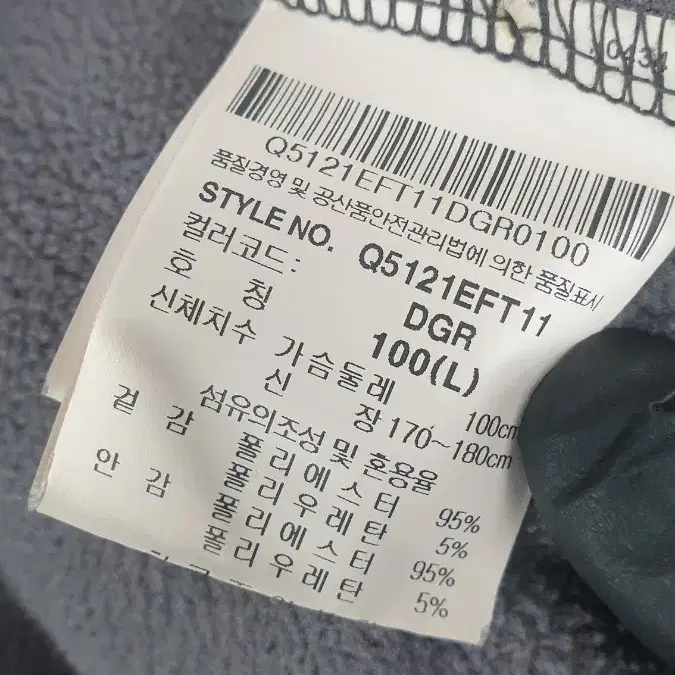 0434
Q5121EFT11DGR0100
품질경영 및 공산품안전관리법에 의한 품질표시
STYLE NO. Q5121EFT11
컬러코드: DGR
호 칭 100(L)
신체치수 가슴둘레 100cm
신 장 170~180cm
섬유의조성 및 혼용율
겉 감 폴리에스터 95%
폴리우레탄 5%
안 감 폴리에스터 95%
폴리우레탄 5%